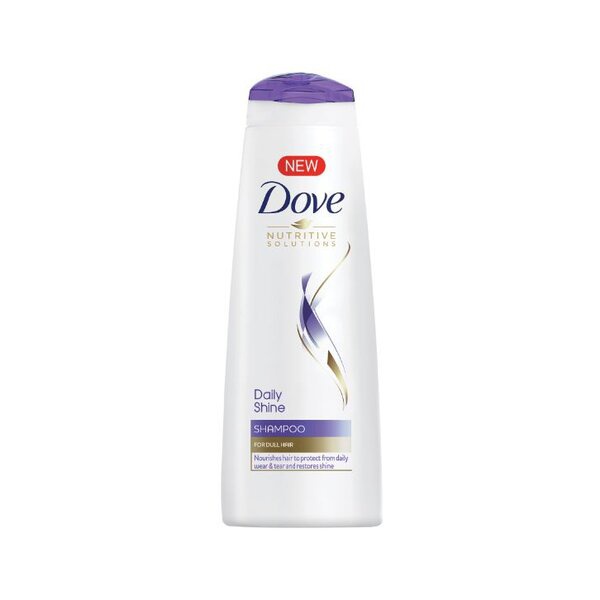 NEW
Dove
NUTRITIVE
SOLUTIONS
Daily
Shine
SHAMPOO
FOR DULL HAIR
Nourishes hair to protect from daily
wear & tear and restores shine